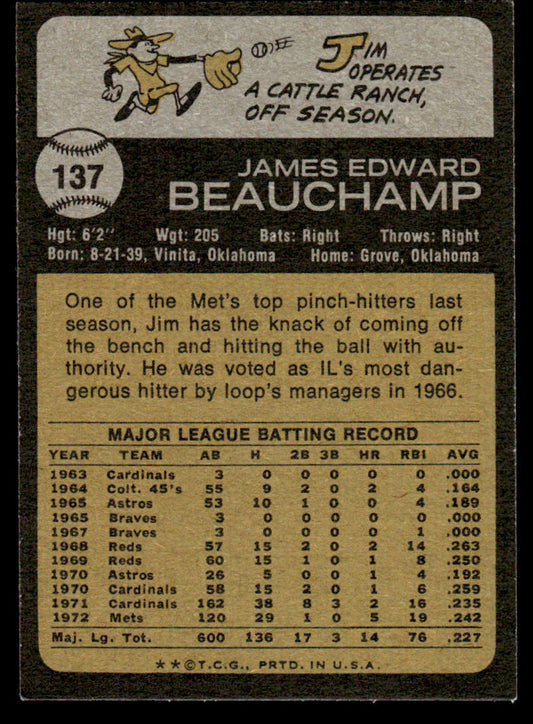 JIM
OPERATES
A CATTLE RANCH,
OFF SEASON.
137
JAMES EDWARD
BEAUCHAMP
Hgt: 6'2" Wgt: 205 Bats: Right Throws: Right
Born: 8-21-39, Vinita, Oklahoma Home: Grove, Oklahoma
One of the Met's top pinch-hitters last
season, Jim has the knack of coming off
the bench and hitting the ball with au-
thority. He was voted as IL's most dan-
gerous hitter by loop's managers in 1966.
MAJOR LEAGUE BATTING RECORD
YEAR TEAM AB H 2B 3B HR RBI AVG
1963 Cardinals 3 0 0 0 0 0 .000
1964 Colt. 45's 55 9 2 0 2 4 .164
1965 Astros 53 10 1 0 0 4 .189
1965 Braves 3 0 0 0 0 0 .000
1967 Braves 3 0 0 0 0 1 .000
1968 Reds 57 15 2 0 2 14 .263
1969 Reds 60 15 1 0 1 8 .250
1970 Astros 26 5 0 0 1 4 .192
1970 Cardinals 58 15 2 0 1 6 .259
1971 Cardinals 162 38 8 3 2 16 .235
1972 Mets 120 29 1 0 5 19 .242
Maj. Lg. Tot. 600 136 17 3 14 76 .227
**©T.C.G., PRTD. IN U.S.A.